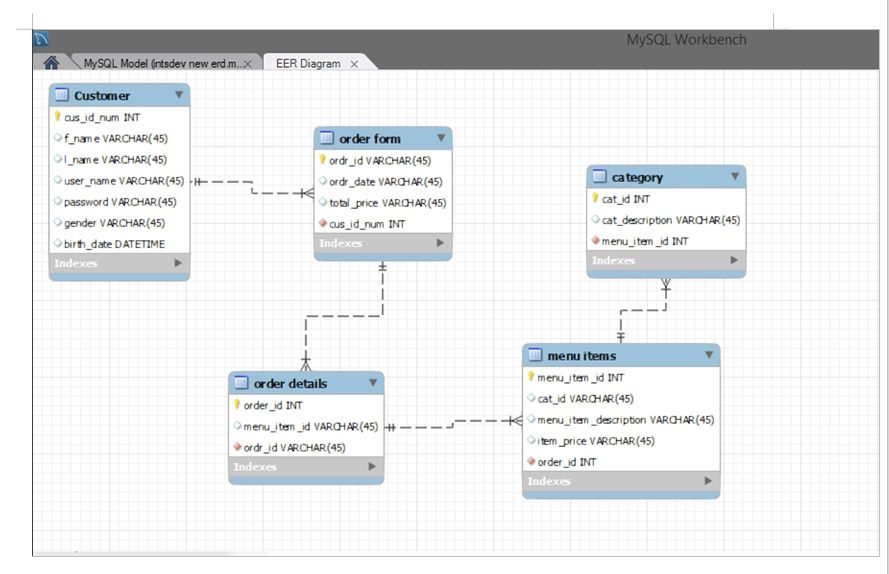 MySQL Workbench
MySQL Model (intsdev new erd.m...
EER Diagram
Customer
cus_id_num INT
f_name VARCHAR(45)
l_name VARCHAR(45)
user_name VARCHAR(45)
password VARCHAR(45)
gender VARCHAR(45)
birth_date DATETIME
Indexes
order form
ordr_id VARCHAR(45)
ordr_date VARCHAR(45)
total_price VARCHAR(45)
cus_id_num INT
Indexes
category
cat_id INT
cat_description VARCHAR(45)
menu_item_id INT
Indexes
order details
order_id INT
menu_item_id VARCHAR(45)
ordr_id VARCHAR(45)
Indexes
menu items
menu_item_id INT
cat_id VARCHAR(45)
menu_item_description VARCHAR(45)
item_price VARCHAR(45)
order_id INT
Indexes